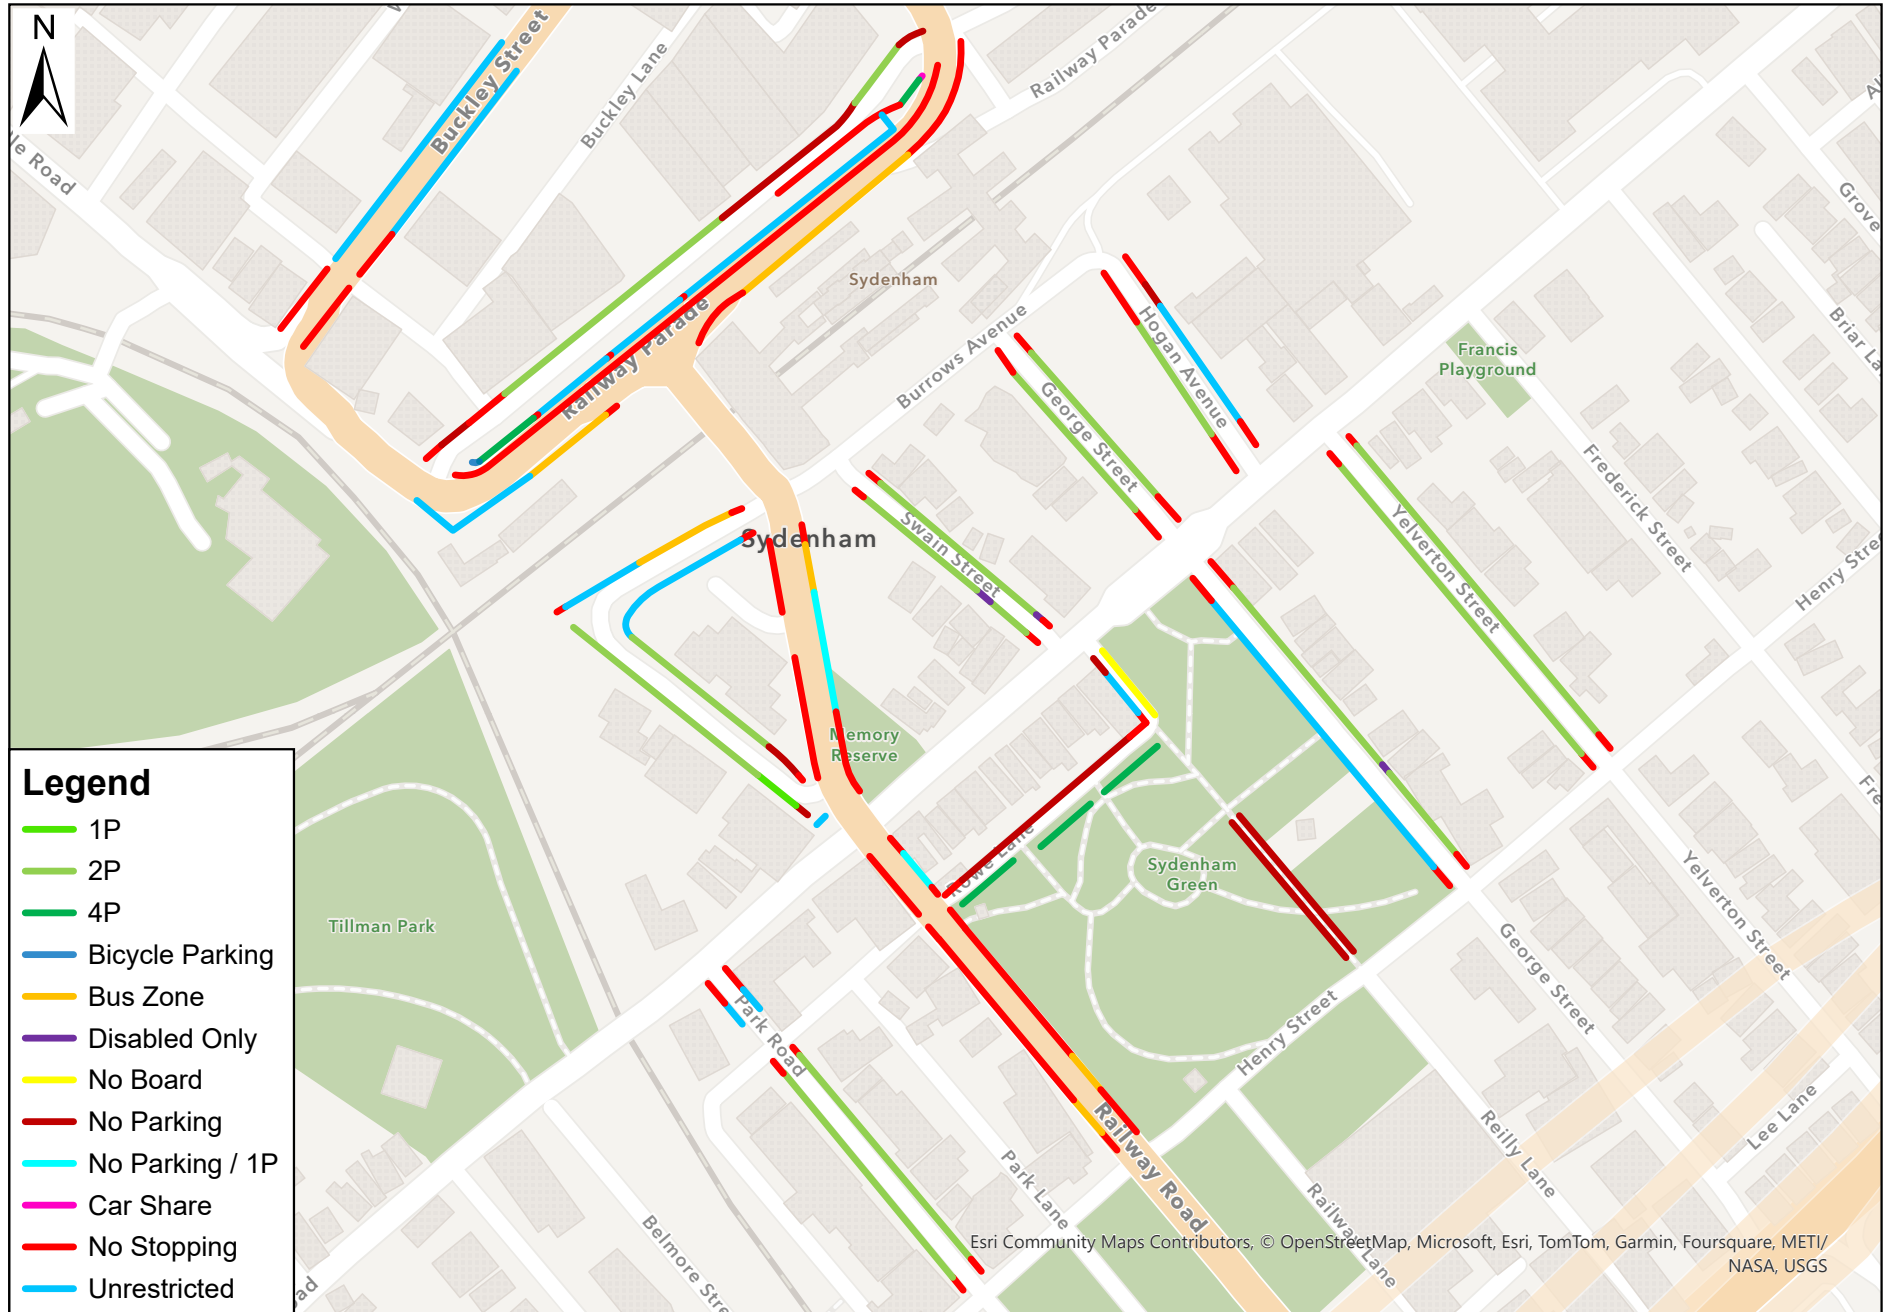 N
Buckley Street
Buckley Lane
Railway Parade
le Road
Grove
Sydenham
Railway Parade
Burrows Avenue
Hogan Avenue
Francis
Playground
Briar La
George Street
Frederick Street
Swain Street
Yelverton Street
Henry Stree
Sydenham
Memory
Reserve
Rowe Lane
Sydenham
Green
Tillman Park
Yelverton Street
Fre
George Street
Park Road
Henry Street
Railway Road
Reilly Lane
Lee Lane
Park Lane
Railway Lane
Belmore Stre
oad
Legend
1P
2P
4P
Bicycle Parking
Bus Zone
Disabled Only
No Board
No Parking
No Parking / 1P
Car Share
No Stopping
Unrestricted
Esri Community Maps Contributors, © OpenStreetMap, Microsoft, Esri, TomTom, Garmin, Foursquare, METI/
NASA, USGS